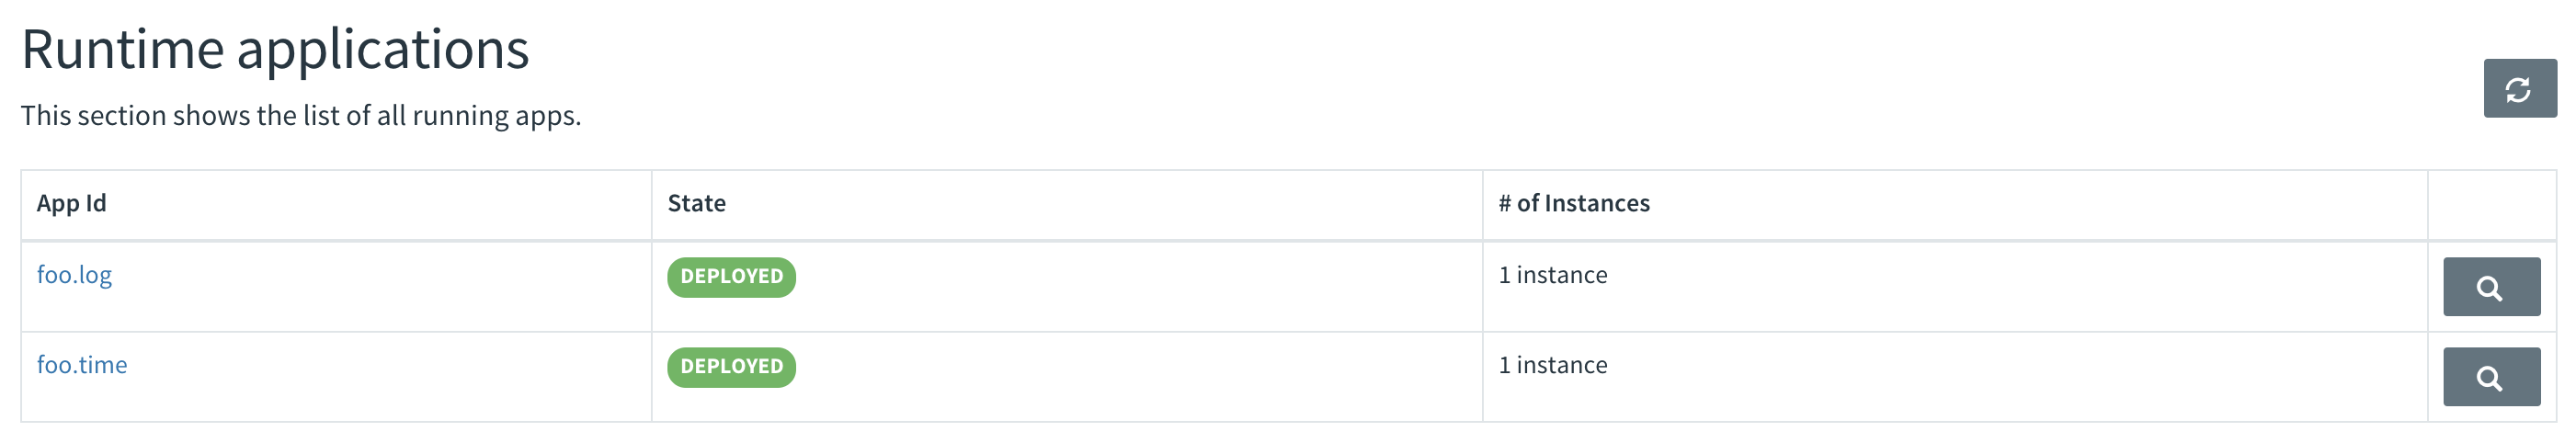 Runtime applications
This section shows the list of all running apps.
App Id State # of Instances
foo.log DEPLOYED 1 instance
foo.time DEPLOYED 1 instance